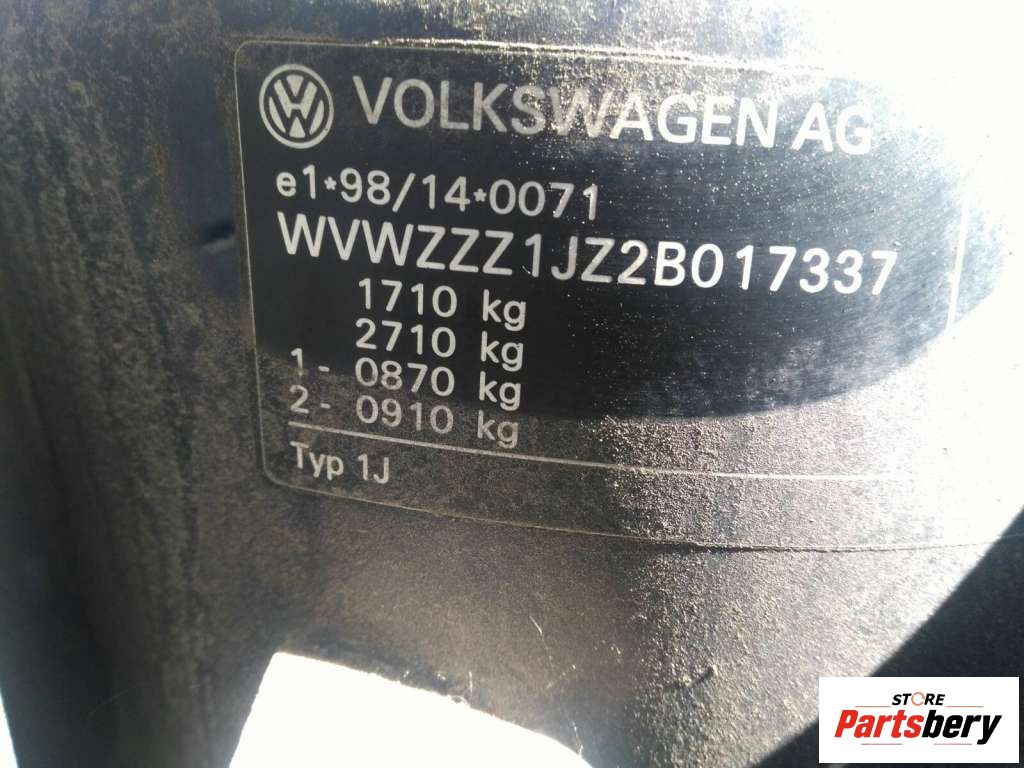 VOLKSWAGEN AG
e1*98/14*0071
WVWZZZ1JZ2B017337
1710 kg
2710 kg
1- 0870 kg
2- 0910 kg
Typ 1J
STORE
Partsbery